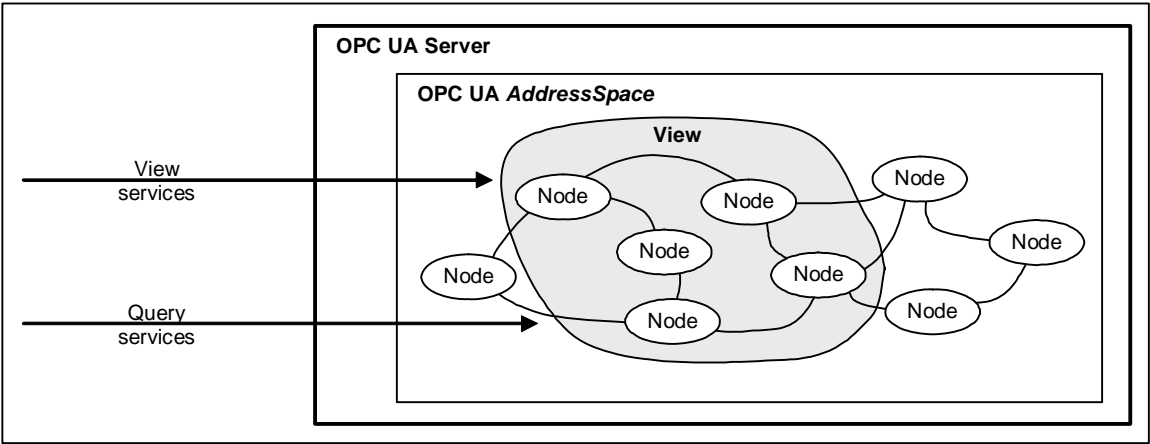 OPC UA Server
OPC UA AddressSpace
View
View
services
Node
Node
Node
Node
Node
Node
Node
Node
Query
services
Node
Node